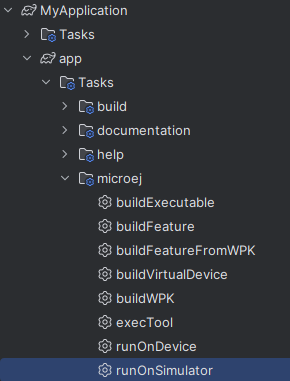 MyApplication
Tasks
app
Tasks
build
documentation
help
microej
buildExecutable
buildFeature
buildFeatureFromWPK
buildVirtualDevice
buildWPK
execTool
runOnDevice
runOnSimulator